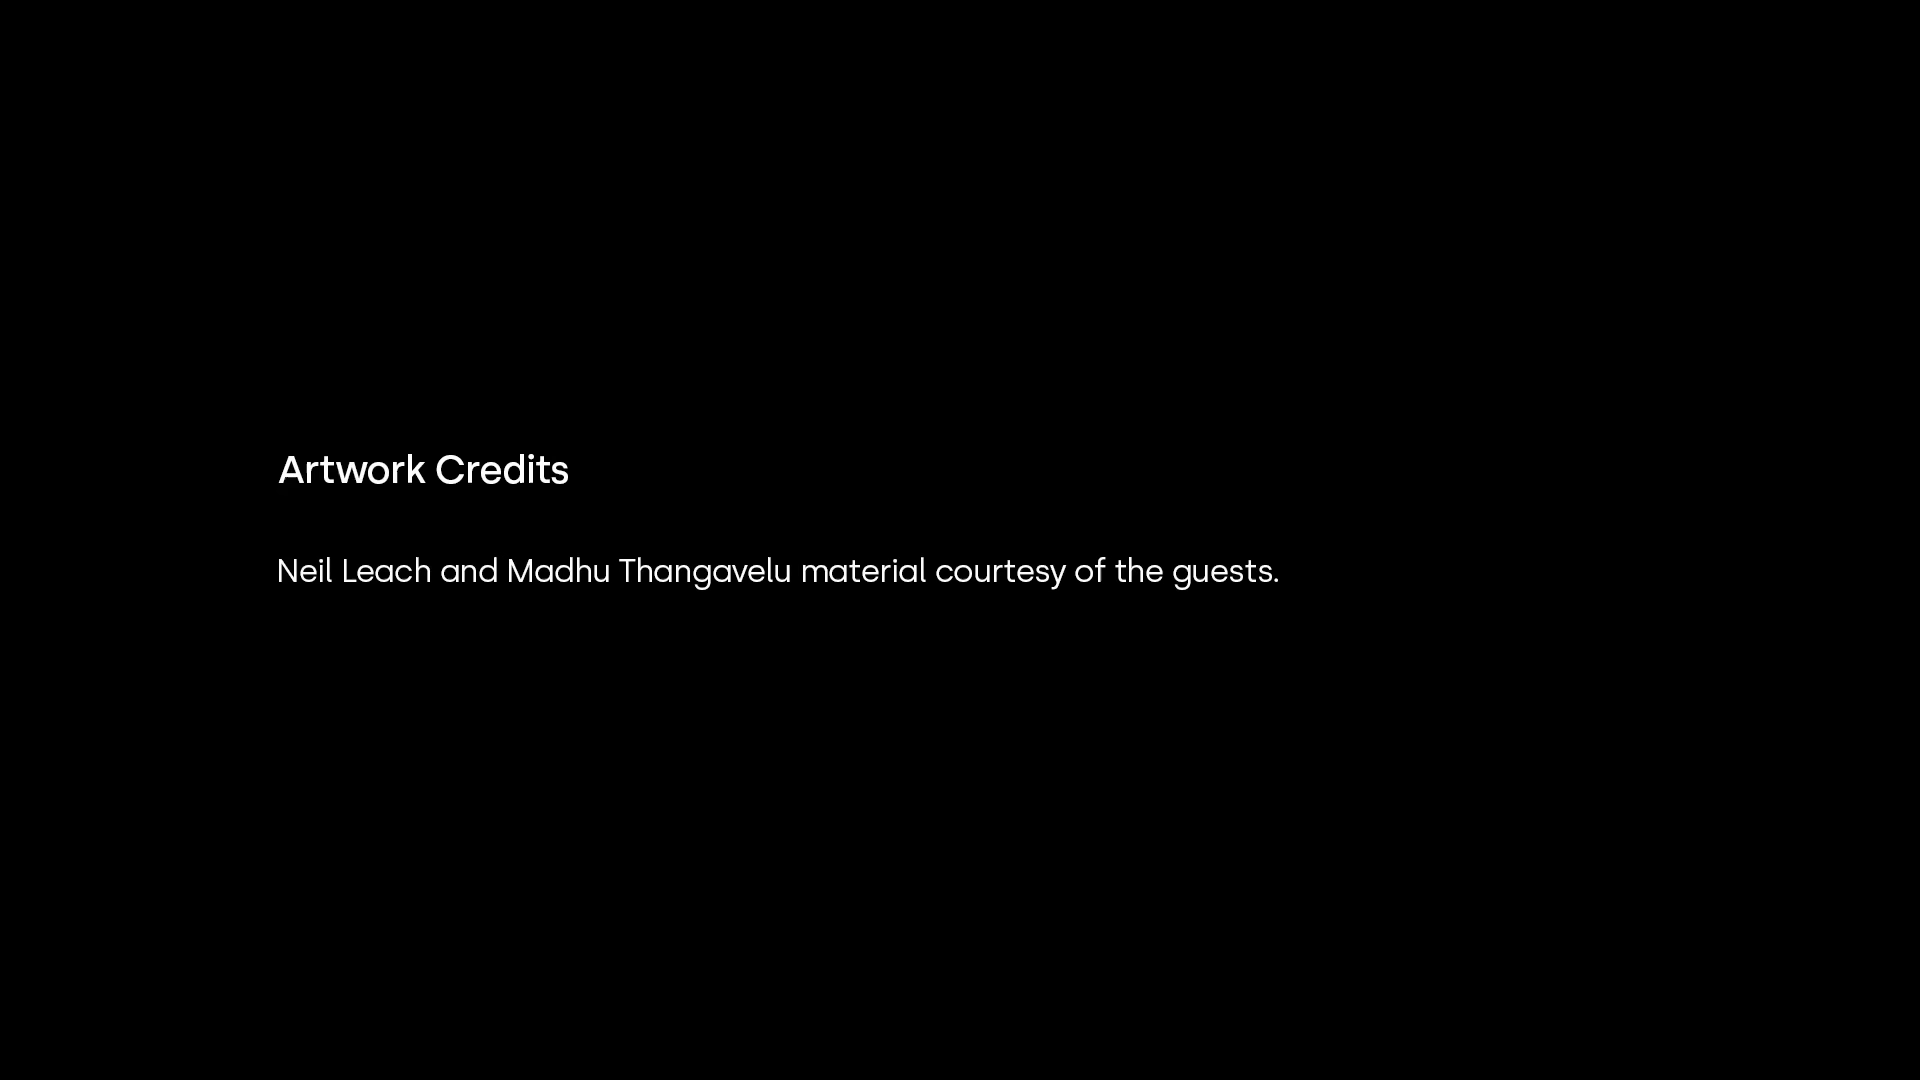 Artwork Credits
Neil Leach and Madhu Thangavelu material courtesy of the guests.